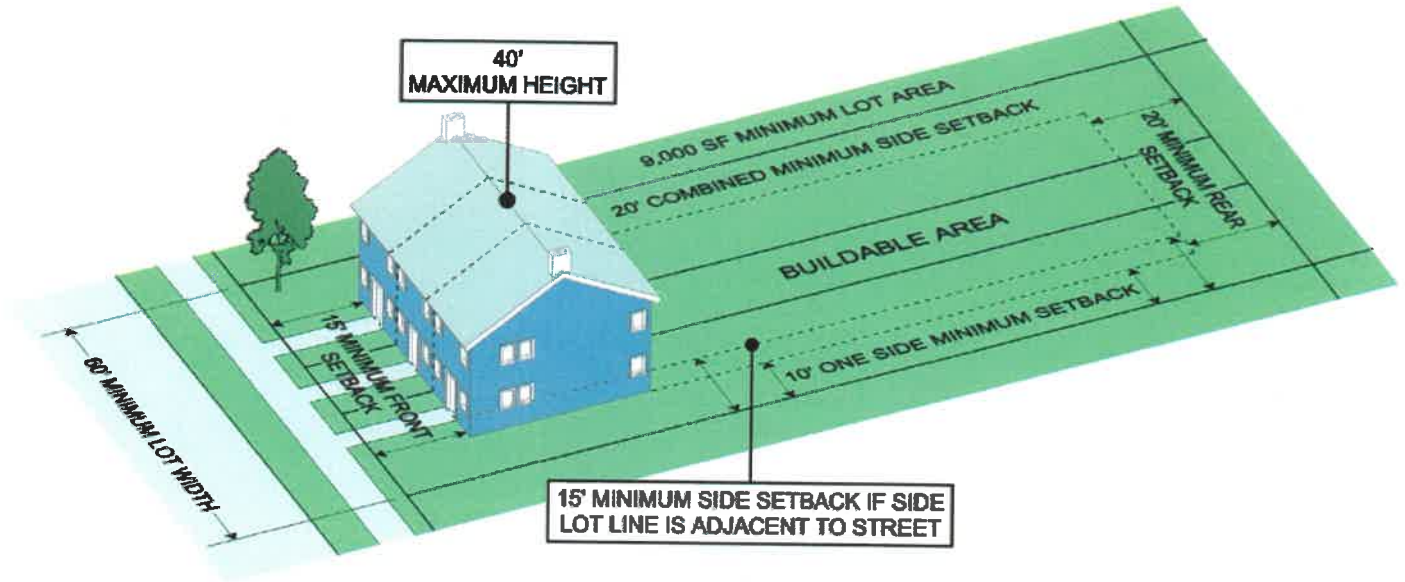 40'
MAXIMUM HEIGHT
9,000 SF MINIMUM LOT AREA
20' COMBINED MINIMUM SIDE SETBACK
20' MINIMUM REAR
SETBACK
BUILDABLE AREA
10' ONE SIDE MINIMUM SETBACK
15' MINIMUM FRONT
SETBACK
60' MINIMUM LOT WIDTH
15' MINIMUM SIDE SETBACK IF SIDE
LOT LINE IS ADJACENT TO STREET